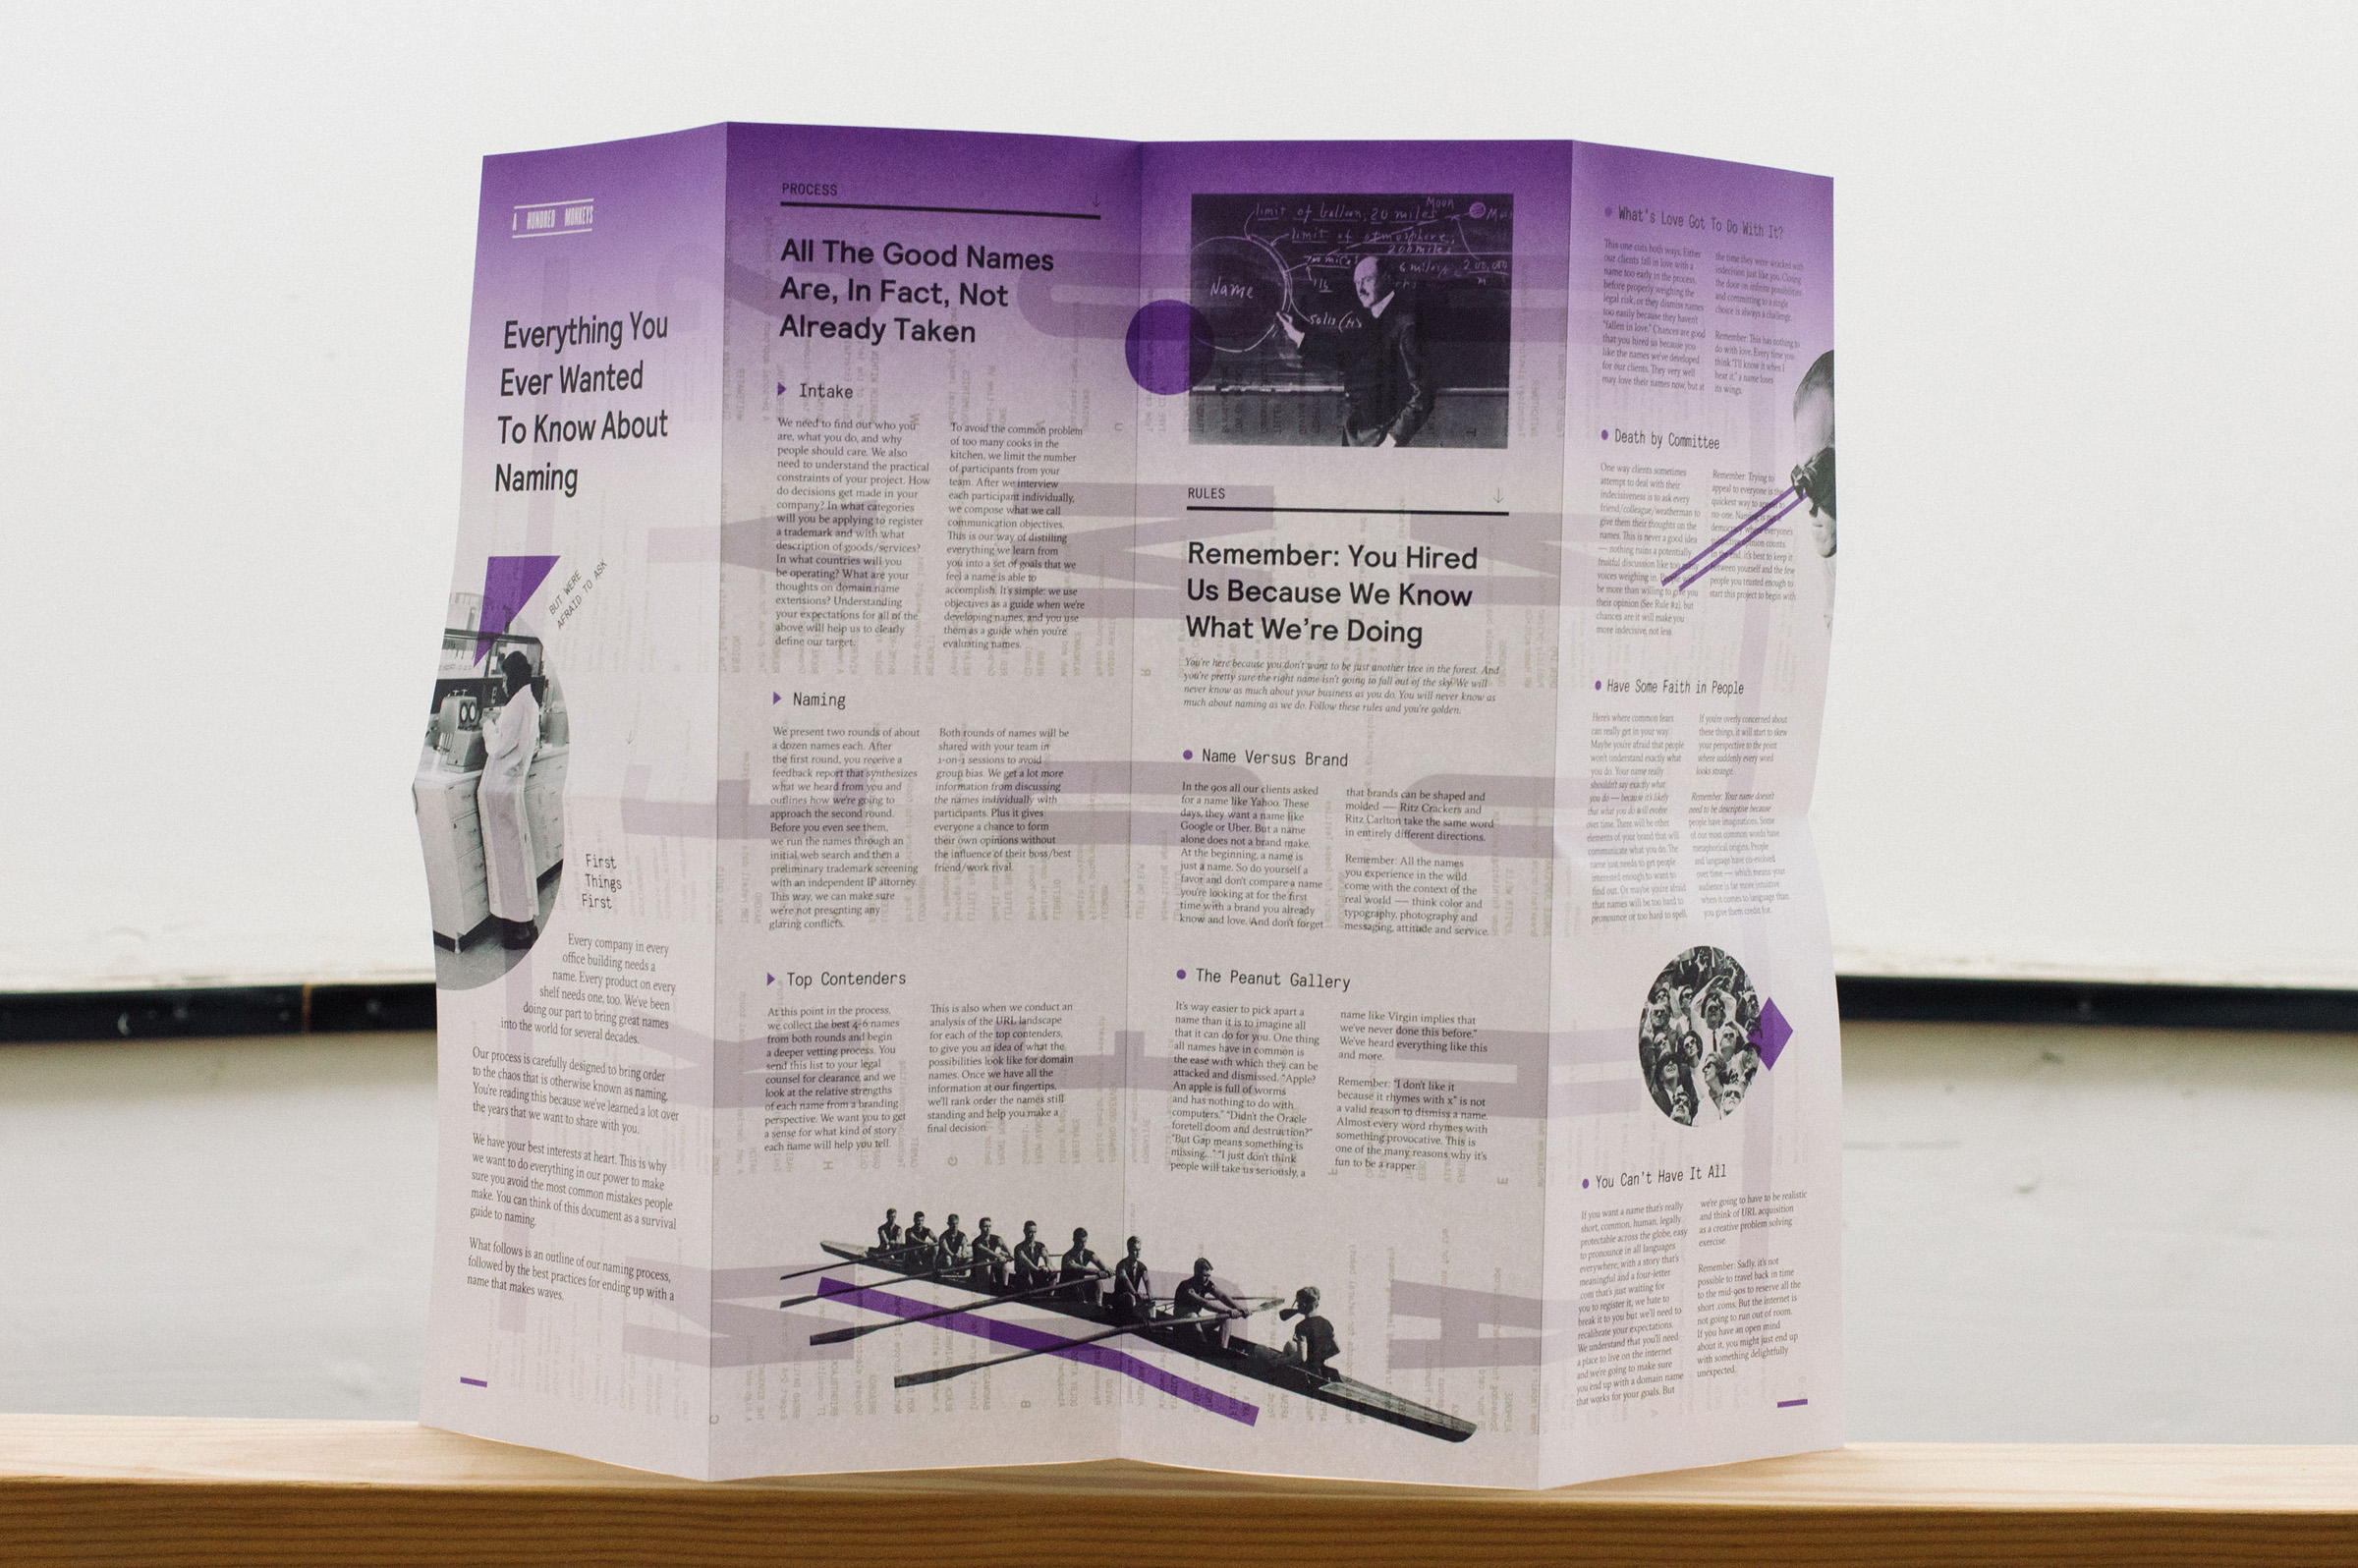 A HUNDRED MONKEYS
Everything You
Ever Wanted
To Know About
Naming
BUT WERE
AFRAID TO ASK
First
Things
First
Every company in every
office building needs a
name. Every product on every
shelf needs one, too. We've been
doing our part to bring great names
into the world for several decades.
Our process is carefully designed to bring order
to the chaos that is otherwise known as naming.
You're reading this because we've learned a lot over
the years that we want to share with you.
We have your best interests at heart. This is why
we want to do everything in our power to make
sure you avoid the most common mistakes people
make. You can think of this document as a survival
guide to naming.
What follows is an outline of our naming process,
followed by the best practices for ending up with a
name that makes waves.
PROCESS
All The Good Names
Are, In Fact, Not
Already Taken
Intake
We need to find out who you
are, what you do, and why
people should care. We also
need to understand the practical
constraints of your project. How
do decisions get made in your
company? In what categories
will you be applying to register
a trademark and with what
description of goods/services?
In what countries will you
be operating? What are your
thoughts on domain name
extensions? Understanding
your expectations for all of the
above will help us to clearly
define our target.
To avoid the common problem
of too many cooks in the
kitchen, we limit the number
of participants from your
team. After we interview
each participant individually,
we compose what we call
communication objectives.
This is our way of distilling
everything we learn from
you into a set of goals that we
feel a name is able to
accomplish. It's simple: we use
objectives as a guide when we're
developing names, and you use
them as a guide when you're
evaluating names.
Naming
We present two rounds of about
a dozen names each. After
the first round, you receive a
feedback report that synthesizes
what we heard from you and
outlines how we're going to
approach the second round.
Before you even see them,
we run the names through an
initial web search and then a
preliminary trademark screening
with an independent IP attorney.
This way, we can make sure
we're not presenting any
glaring conflicts.
Both rounds of names will be
shared with your team in
1-on-1 sessions to avoid
group bias. We get a lot more
information from discussing
the names individually with
participants. Plus it gives
everyone a chance to form
their own opinions without
the influence of their boss/best
friend/work rival.
Top Contenders
At this point in the process,
we collect the best 4-6 names
from both rounds and begin
a deeper vetting process. You
send this list to your legal
counsel for clearance, and we
look at the relative strengths
of each name from a branding
perspective. We want you to get
a sense for what kind of story
each name will help you tell.
This is also when we conduct an
analysis of the URL landscape
for each of the top contenders,
to give you an idea of what the
possibilities look like for domain
names. Once we have all the
information at our fingertips,
we'll rank order the names still
standing and help you make a
final decision.
limit of ballon, 20 miles
Moon
limit of atmosphere,
200 miles
Name
RULES
Remember: You Hired
Us Because We Know
What We're Doing
You're here because you don't want to be just another tree in the forest. And
you're pretty sure the right name isn't going to fall out of the sky. We will
never know as much about your business as you do. You will never know as
much about naming as we do. Follow these rules and you're golden.
Name Versus Brand
In the 90s all our clients asked
for a name like Yahoo. These
days, they want a name like
Google or Uber. But a name
alone does not a brand make.
At the beginning, a name is
just a name. So do yourself a
favor and don't compare a name
you're looking at for the first
time with a brand you already
know and love. And don't forget
that brands can be shaped and
molded — Ritz Crackers and
Ritz Carlton take the same word
in entirely different directions.
Remember: All the names
you experience in the wild
come with the context of the
real world — think color and
typography, photography and
messaging, attitude and service.
The Peanut Gallery
It's way easier to pick apart a
name than it is to imagine all
that it can do for you. One thing
all names have in common is
the ease with which they can be
attacked and dismissed. "Apple?
An apple is full of worms
and has nothing to do with
computers." "Didn't the Oracle
foretell doom and destruction?"
"But Gap means something is
missing..." "I just don't think
people will take us seriously, a
name like Virgin implies that
we've never done this before."
We've heard everything like this
and more.
Remember: "I don't like it
because it rhymes with x" is not
a valid reason to dismiss a name.
Almost every word rhymes with
something provocative. This is
one of the many reasons why it's
fun to be a rapper.
What's Love Got To Do With It?
This one cuts both ways. Either
our clients fall in love with a
name too early in the process,
before properly weighing the
legal risk, or they dismiss names
too easily because they haven't
"fallen in love." Chances are good
that you hired us because you
like the names we've developed
for our clients. They very well
may love their names now, but at
the time they were wracked with
indecision just like you. Closing
the door on infinite possibilities
and committing to a single
choice is always a challenge.
Remember: This has nothing to
do with love. Every time you
think "I'll know it when I
hear it," a name loses
its wings.
Death by Committee
One way clients sometimes
attempt to deal with their
indecisiveness is to ask every
friend/colleague/weatherman to
give them their thoughts on the
names. This is never a good idea
— nothing ruins a potentially
fruitful discussion like too many
voices weighing in. People will
be more than willing to give you
their opinion (See Rule #2), but
chances are it will make you
more indecisive, not less.
Remember: Trying to
appeal to everyone is the
quickest way to appeal to
no-one. Naming is not a
democracy where everyone's
opinion counts.
In the end, it's best to keep it
between yourself and the few
people you trusted enough to
start this project to begin with.
Have Some Faith in People
Here's where common fears
can really get in your way.
Maybe you're afraid that people
won't understand exactly what
you do. Your name really
shouldn't say exactly what
you do — because it's likely
that what you do will evolve
over time. There will be other
elements of your brand that will
communicate what you do. The
name just needs to get people
interested enough to want to
find out. Or maybe you're afraid
that names will be too hard to
pronounce or too hard to spell.
If you're overly concerned about
these things, it will start to skew
your perspective to the point
where suddenly every word
looks strange.
Remember: Your name doesn't
need to be descriptive because
people have imaginations. Some
of our most common words have
metaphorical origins. People
and language have co-evolved
over time — which means your
audience is far more intuitive
when it comes to language than
you give them credit for.
You Can't Have It All
If you want a name that's really
short, common, human, legally
protectable across the globe, easy
to pronounce in all languages
everywhere, with a story that's
meaningful and a four-letter
.com that's just waiting for
you to register it, we hate to
break it to you but we'll need to
recalibrate your expectations.
We understand that you'll need
a place to live on the internet
and we're going to make sure
you end up with a domain name
that works for your goals. But
we're going to have to be realistic
and think of URL acquisition
as a creative problem solving
exercise.
Remember: Sadly, it's not
possible to travel back in time
to the mid-90s to reserve all the
short .coms. But the internet is
not going to run out of room.
If you have an open mind
about it, you might just end up
with something delightfully
unexpected.